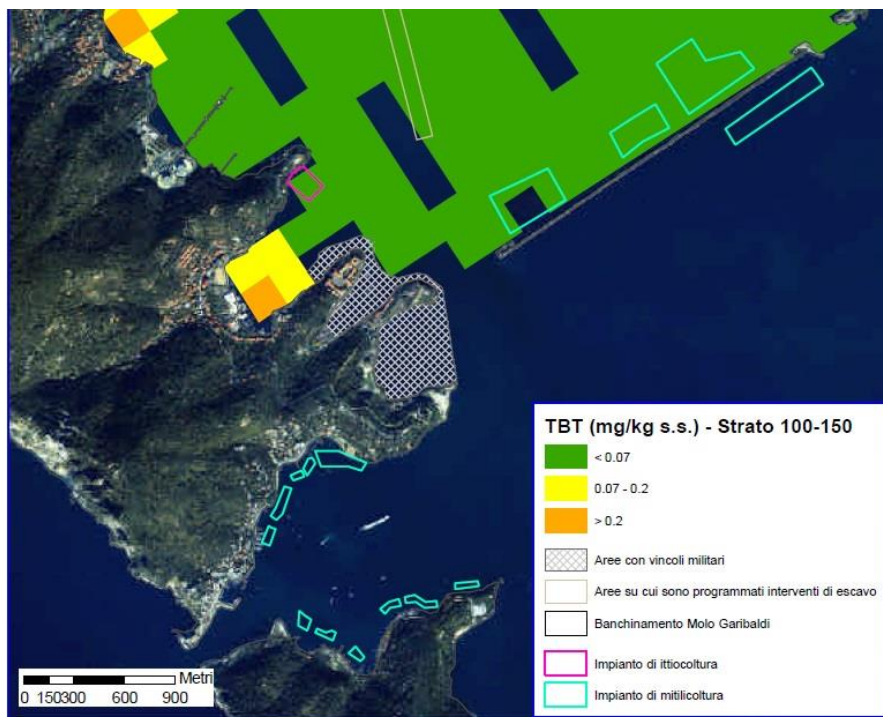 TBT (mg/kg s.s.) - Strato 100-150
< 0.07
0.07 - 0.2
> 0.2
Aree con vincoli militari
Aree su cui sono programmati interventi di escavo
Banchinamento Molo Garibaldi
Impianto di ittiocoltura
Impianto di mitilicoltura
Metri
0 150300 600 900